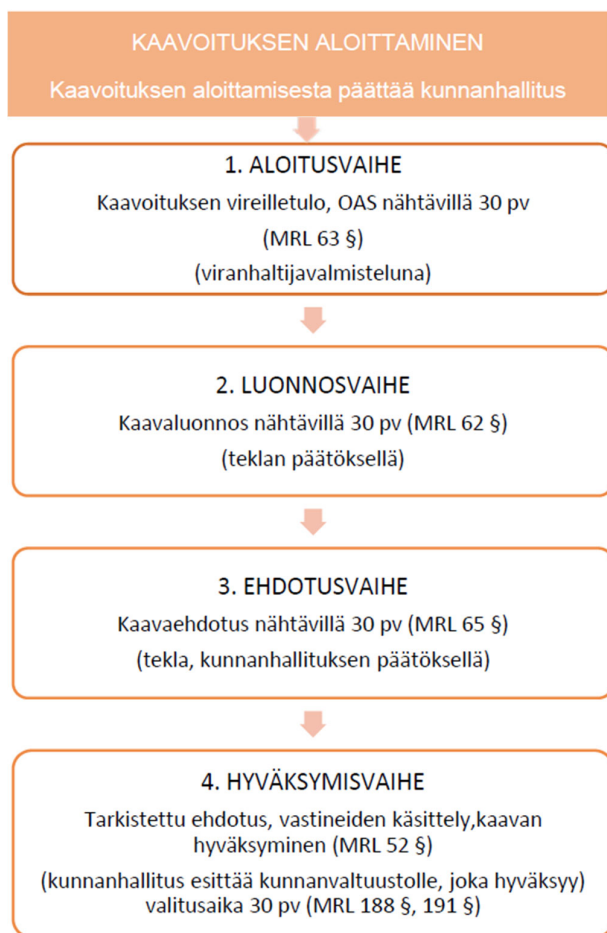 KAAVOITUKSEN ALOITTAMINEN
Kaavoituksen aloittamisesta päättää kunnanhallitus
1. ALOITUSVAIHE
Kaavoituksen vireilletulo, OAS nähtävillä 30 pv
(MRL 63 §)
(viranhaltijavalmisteluna)
2. LUONNOSVAIHE
Kaavaluonnos nähtävillä 30 pv (MRL 62 §)
(teklan päätöksellä)
3. EHDOTUSVAIHE
Kaavaehdotus nähtävillä 30 pv (MRL 65 §)
(tekla, kunnanhallituksen päätöksellä)
4. HYVÄKSYMISVAIHE
Tarkistettu ehdotus, vastineiden käsittely,kaavan
hyväksyminen (MRL 52 §)
(kunnanhallitus esittää kunnanvaltuustolle, joka hyväksyy)
valitusaika 30 pv (MRL 188 §, 191 §)